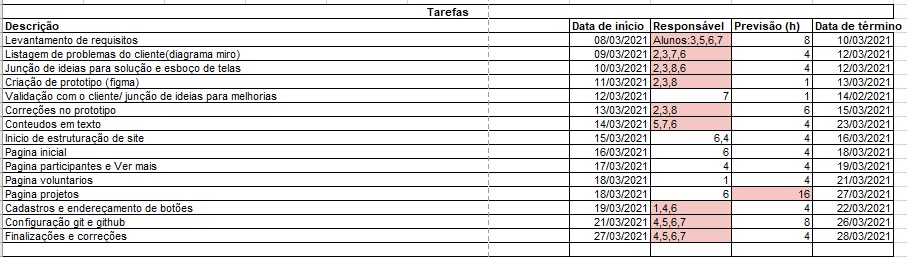 Tarefas
Descrição Data de início Responsável Previsão (h) Data de término
Levantamento de requisitos 08/03/2021 Alunos:3,5,6,7 8 10/03/2021
Listagem de problemas do cliente(diagrama miro) 09/03/2021 2,3,7,6 4 12/03/2021
Junção de ideias para solução e esboço de telas 10/03/2021 2,3,8,6 4 12/03/2021
Criação de prototipo (figma) 11/03/2021 2,3,8 1 13/03/2021
Validação com o cliente/ junção de ideias para melhorias 12/03/2021 7 1 14/02/2021
Correções no prototipo 13/03/2021 2,3,8 6 15/03/2021
Conteudos em texto 14/03/2021 5,7,6 4 23/03/2021
Inicio de estruturação de site 15/03/2021 6,4 4 16/03/2021
Pagina inicial 16/03/2021 6 4 18/03/2021
Pagina participantes e Ver mais 17/03/2021 4 4 19/03/2021
Pagina voluntarios 18/03/2021 1 4 21/03/2021
Pagina projetos 18/03/2021 6 16 27/03/2021
Cadastros e endereçamento de botões 19/03/2021 1,4,6 4 22/03/2021
Configuração git e github 21/03/2021 4,5,6,7 8 26/03/2021
Finalizações e correções 27/03/2021 4,5,6,7 4 28/03/2021